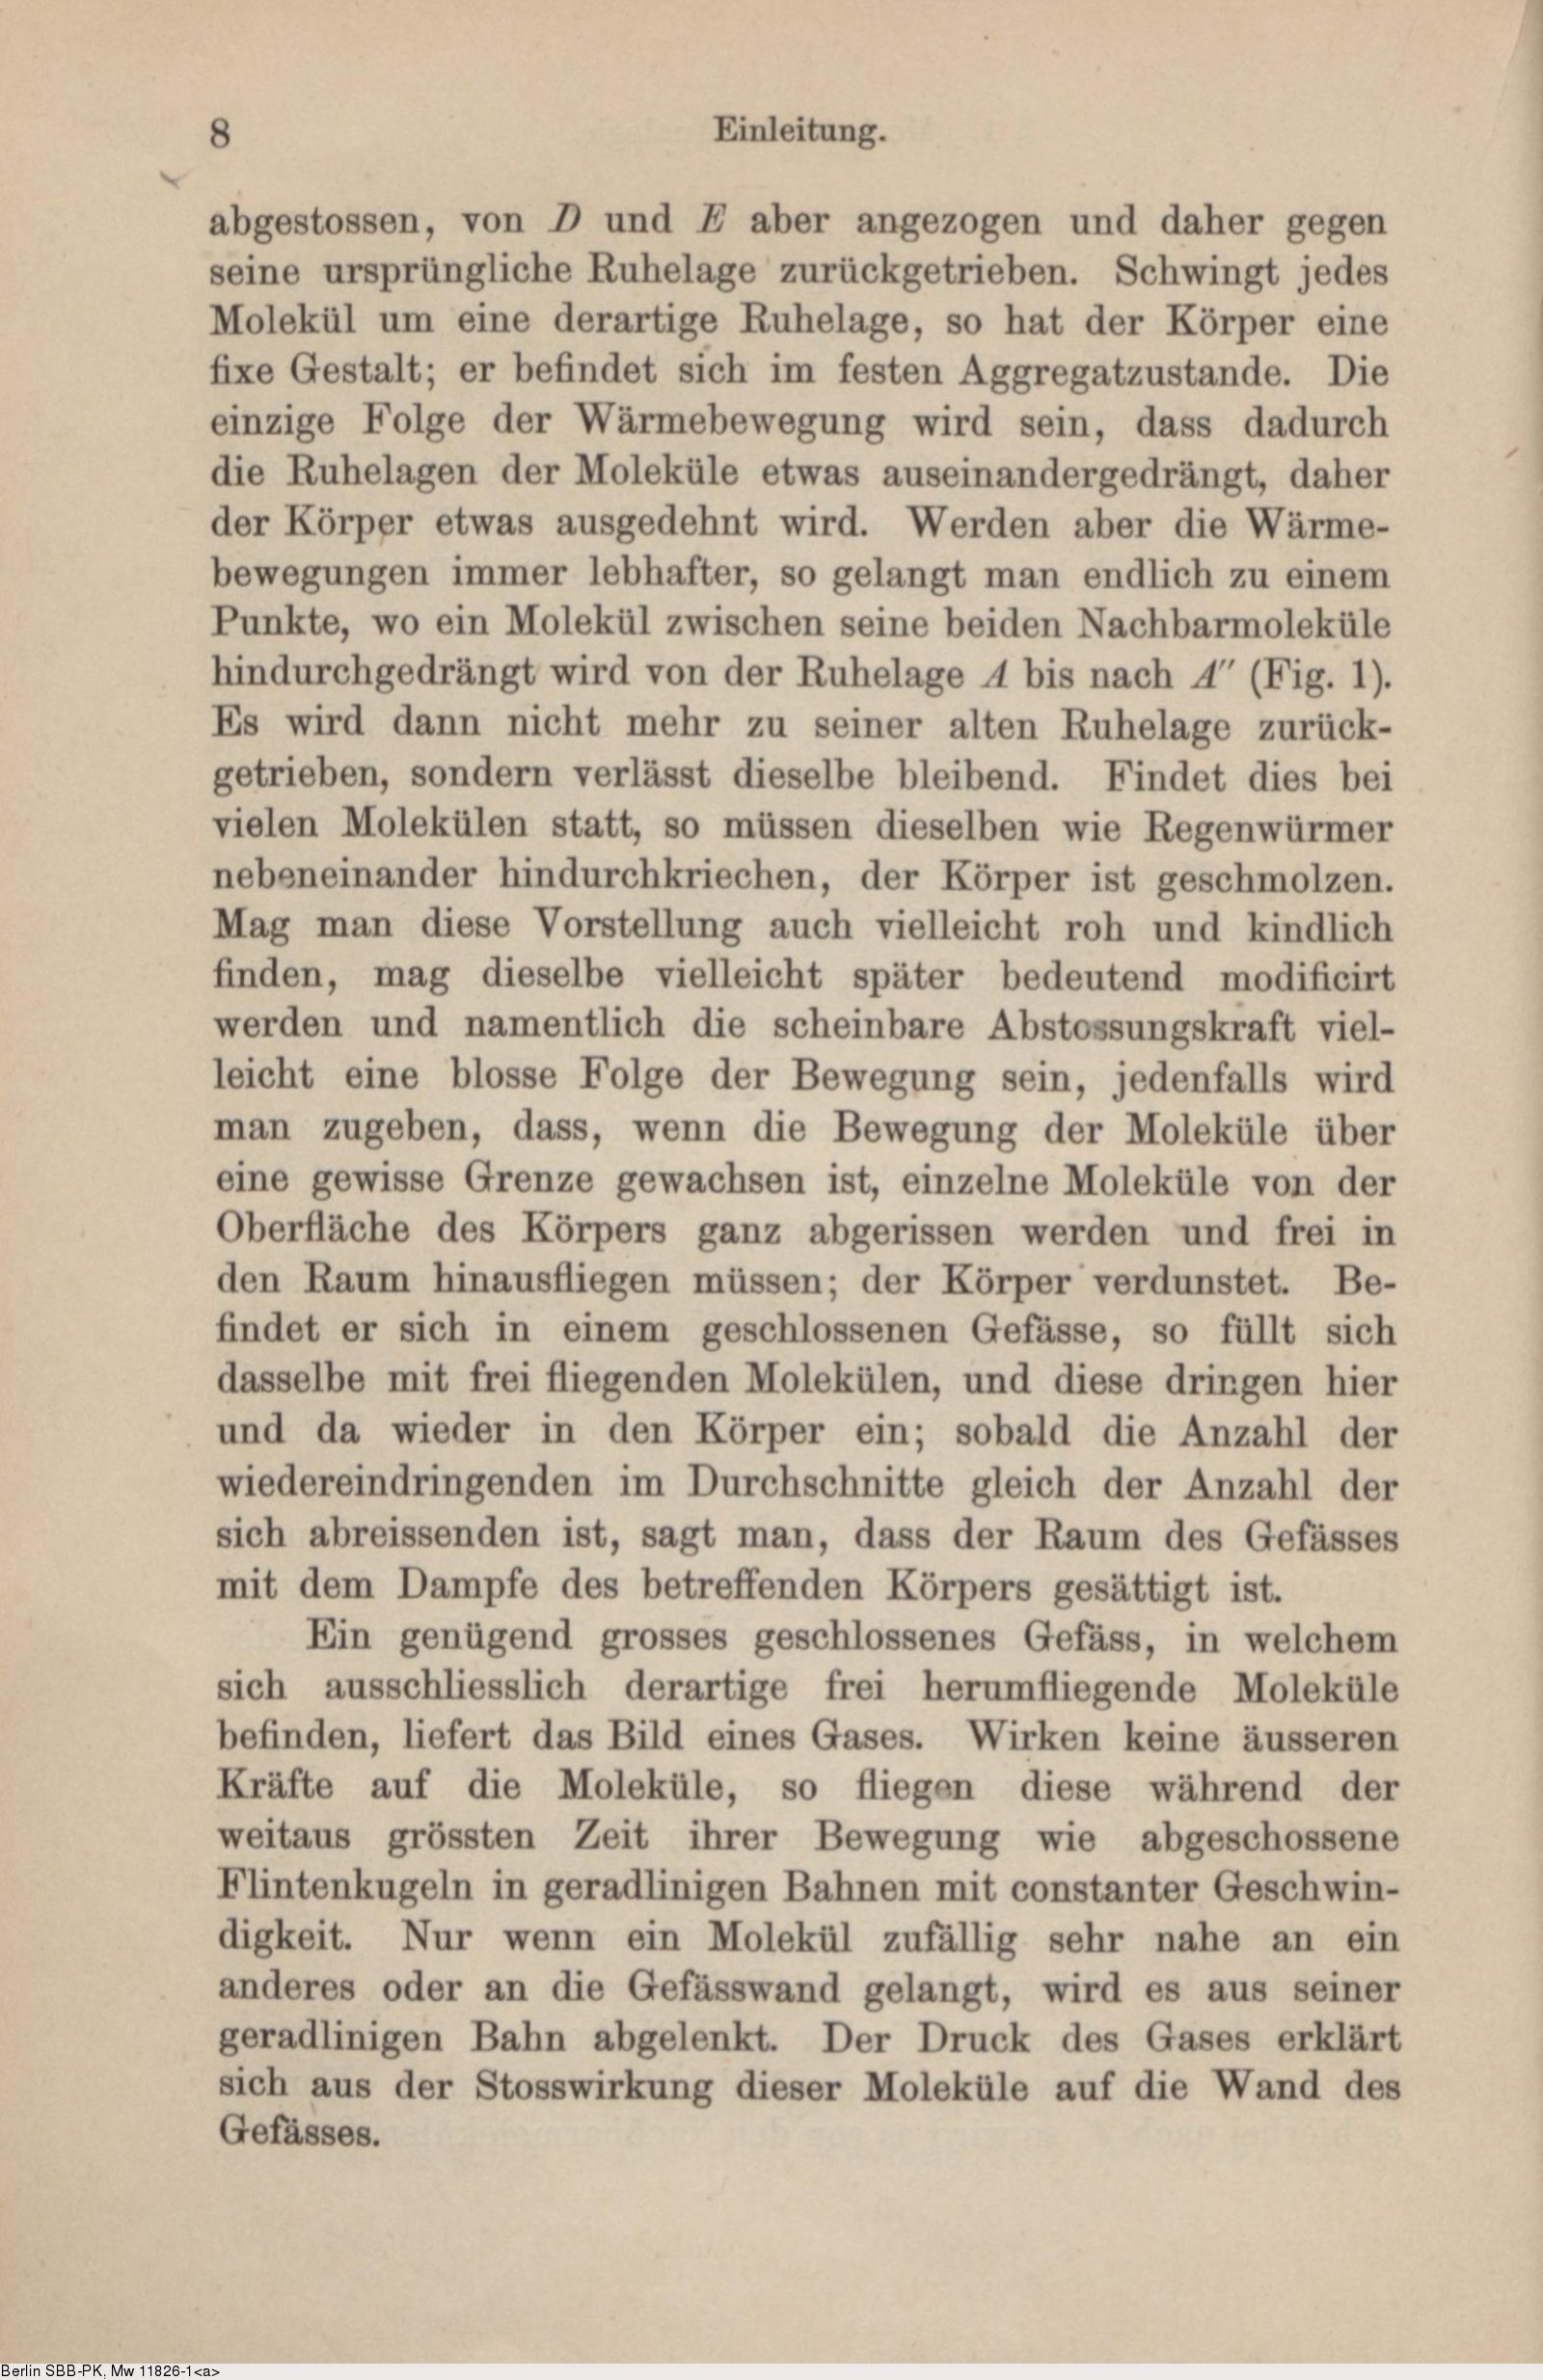 8
Einleitung.
abgestossen, von D und E aber angezogen und daher gegen
seine ursprüngliche Ruhelage zurückgetrieben. Schwingt jedes
Molekül um eine derartige Ruhelage, so hat der Körper eine
fixe Gestalt; er befindet sich im festen Aggregatzustande. Die
einzige Folge der Wärmebewegung wird sein, dass dadurch
die Ruhelagen der Moleküle etwas auseinandergedrängt, daher
der Körper etwas ausgedehnt wird. Werden aber die Wärme-
bewegungen immer lebhafter, so gelangt man endlich zu einem
Punkte, wo ein Molekül zwischen seine beiden Nachbarmoleküle
hindurchgedrängt wird von der Ruhelage A bis nach A″ (Fig. 1).
Es wird dann nicht mehr zu seiner alten Ruhelage zurück-
getrieben, sondern verlässt dieselbe bleibend. Findet dies bei
vielen Molekülen statt, so müssen dieselben wie Regenwürmer
nebeneinander hindurchkriechen, der Körper ist geschmolzen.
Mag man diese Vorstellung auch vielleicht roh und kindlich
finden, mag dieselbe vielleicht später bedeutend modificirt
werden und namentlich die scheinbare Abstossungskraft viel-
leicht eine blosse Folge der Bewegung sein, jedenfalls wird
man zugeben, dass, wenn die Bewegung der Moleküle über
eine gewisse Grenze gewachsen ist, einzelne Moleküle von der
Oberfläche des Körpers ganz abgerissen werden und frei in
den Raum hinausfliegen müssen; der Körper verdunstet. Be-
findet er sich in einem geschlossenen Gefässe, so füllt sich
dasselbe mit frei fliegenden Molekülen, und diese dringen hier
und da wieder in den Körper ein; sobald die Anzahl der
wiedereindringenden im Durchschnitte gleich der Anzahl der
sich abreissenden ist, sagt man, dass der Raum des Gefässes
mit dem Dampfe des betreffenden Körpers gesättigt ist.
Ein genügend grosses geschlossenes Gefäss, in welchem
sich ausschliesslich derartige frei herumfliegende Moleküle
befinden, liefert das Bild eines Gases. Wirken keine äusseren
Kräfte auf die Moleküle, so fliegen diese während der
weitaus grössten Zeit ihrer Bewegung wie abgeschossene
Flintenkugeln in geradlinigen Bahnen mit constanter Geschwin-
digkeit. Nur wenn ein Molekül zufällig sehr nahe an ein
anderes oder an die Gefässwand gelangt, wird es aus seiner
geradlinigen Bahn abgelenkt. Der Druck des Gases erklärt
sich aus der Stosswirkung dieser Moleküle auf die Wand des
Gefässes.
Berlin SBB-PK, Mw 11826-1<a>